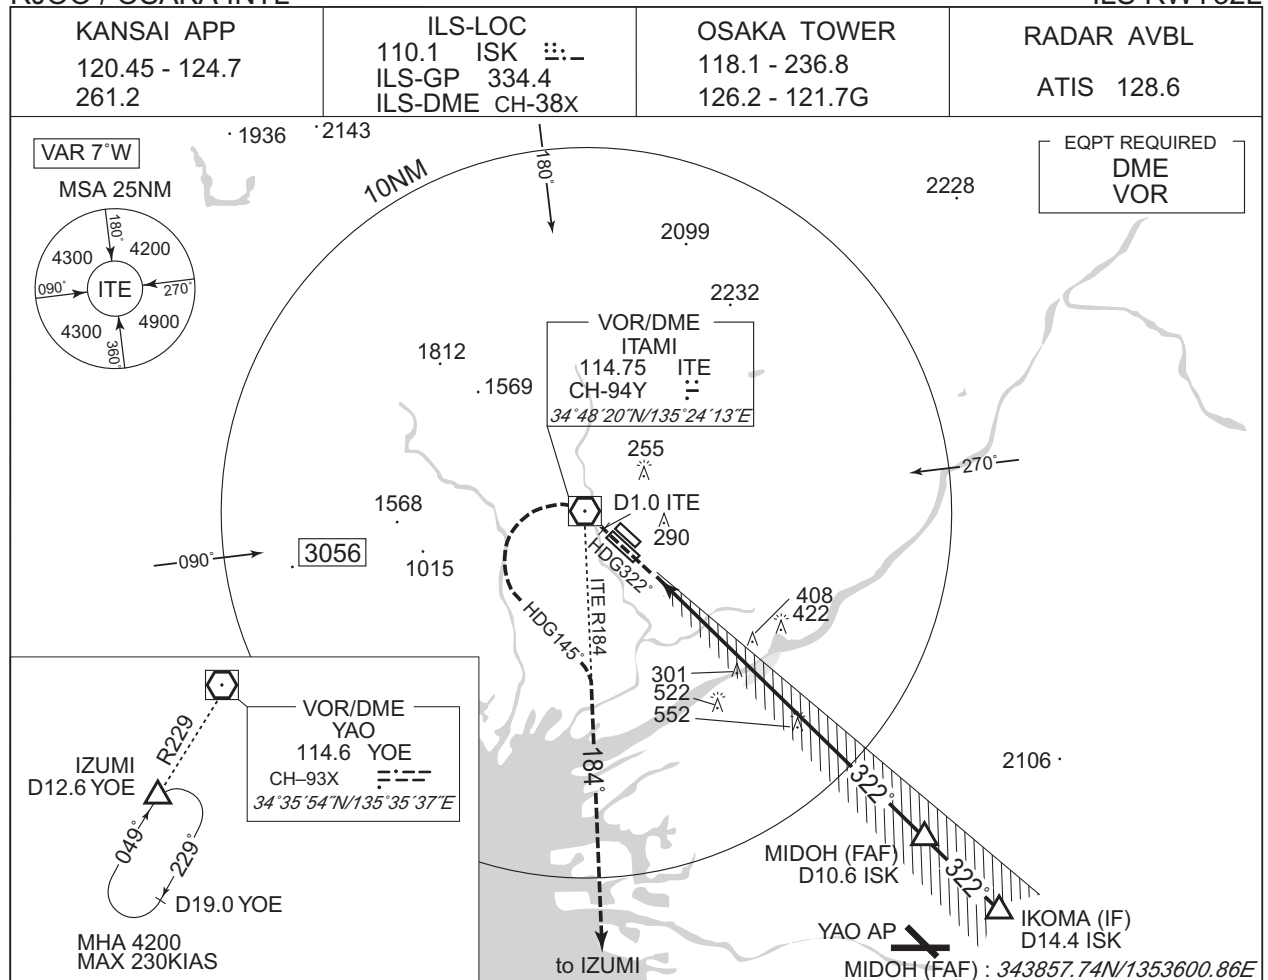 RJOO / OSAKA INTL
ILS RWY32L
KANSAI APP
120.45 - 124.7
261.2
ILS-LOC
110.1 ISK
ILS-GP 334.4
ILS-DME CH-38X
OSAKA TOWER
118.1 - 236.8
126.2 - 121.7G
RADAR AVBL
ATIS 128.6
VAR 7°W
MSA 25NM
180°
4300
4200
090°
ITE
270°
4300
4900
360°
1936
2143
10NM
180°
2228
EQPT REQUIRED
DME
VOR
2099
2232
VOR/DME
ITAMI
114.75 ITE
CH-94Y
34°48´20˝N/135°24´13˝E
1812
1569
255
270°
1568
D1.0 ITE
290
090°
3056
1015
HDG322°
ITE R184
HDG145°
408
422
301
522
552
184°
2106
322°
MIDOH (FAF)
D10.6 ISK
322°
IKOMA (IF)
D14.4 ISK
YAO AP
to IZUMI
MIDOH (FAF) : 343857.74N/1353600.86E
VOR/DME
YAO
114.6 YOE
CH–93X
34°35´54˝N/135°35´37˝E
R229
IZUMI
D12.6 YOE
049°
229°
D19.0 YOE
MHA 4200
MAX 230KIAS